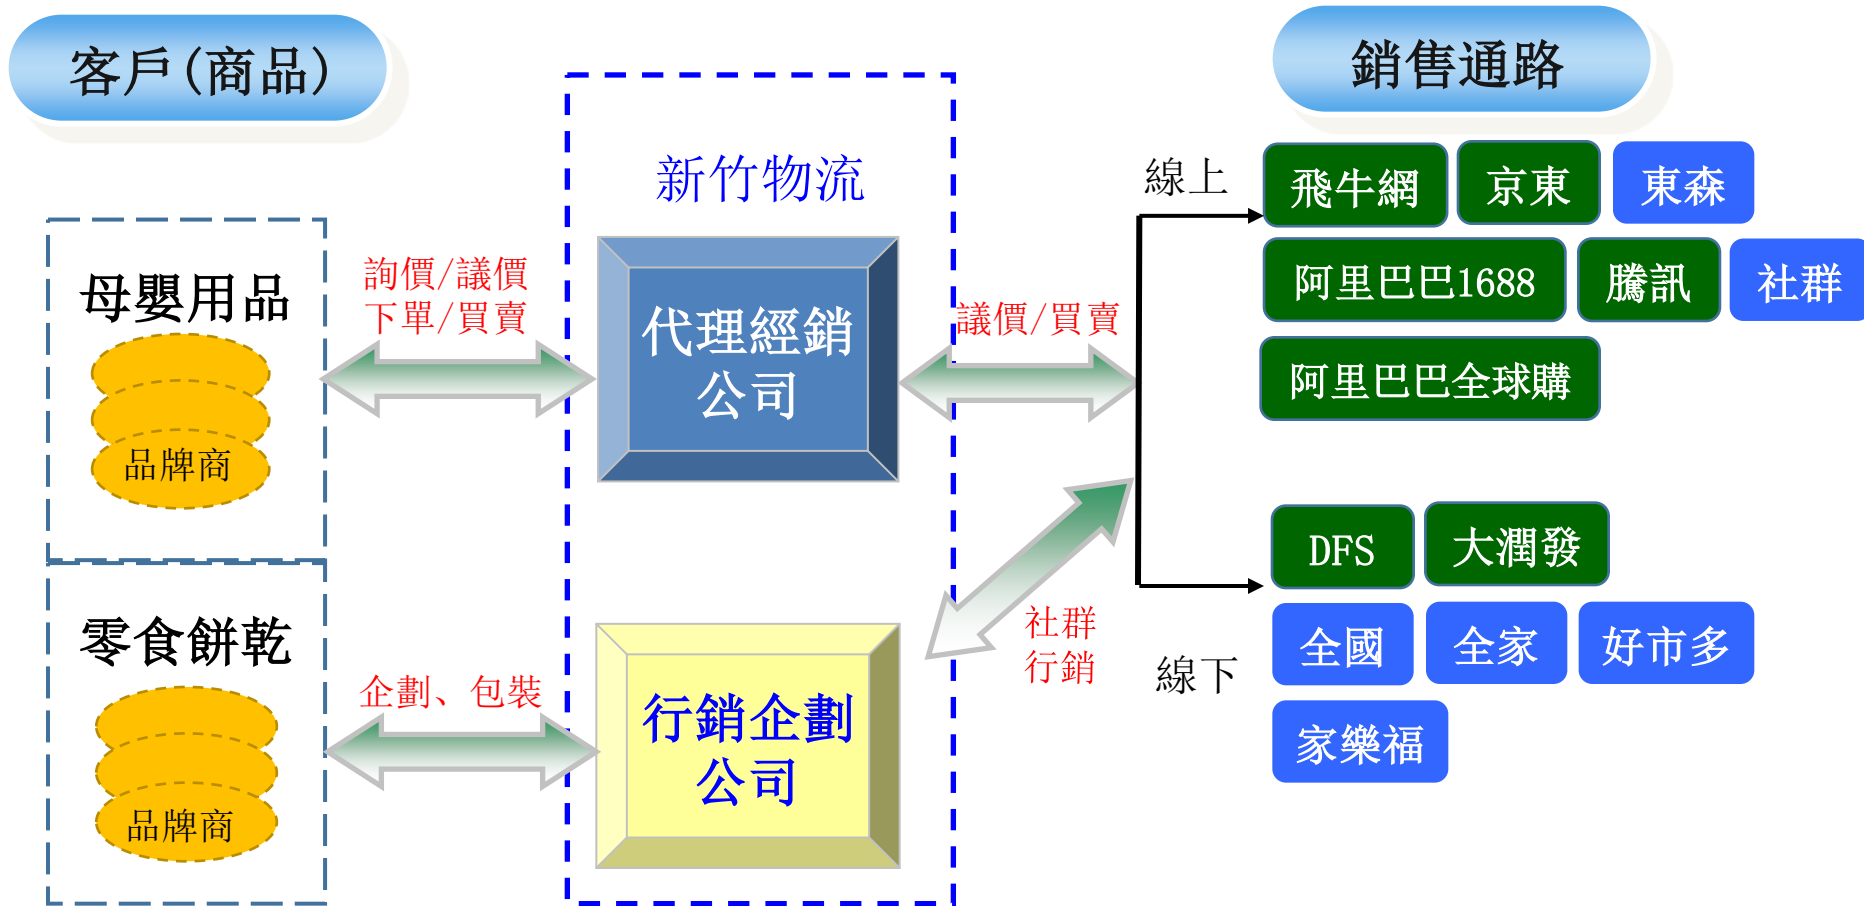 客戶(商品)
銷售通路
新竹物流
線上
飛牛網
京東
東森
阿里巴巴1688
騰訊
社群
阿里巴巴全球購
母嬰用品
品牌商
詢價/議價
下單/買賣
代理經銷
公司
議價/買賣
零食餅乾
品牌商
企劃、包裝
行銷企劃
公司
社群
行銷
線下
DFS
大潤發
全國
全家
好市多
家樂福